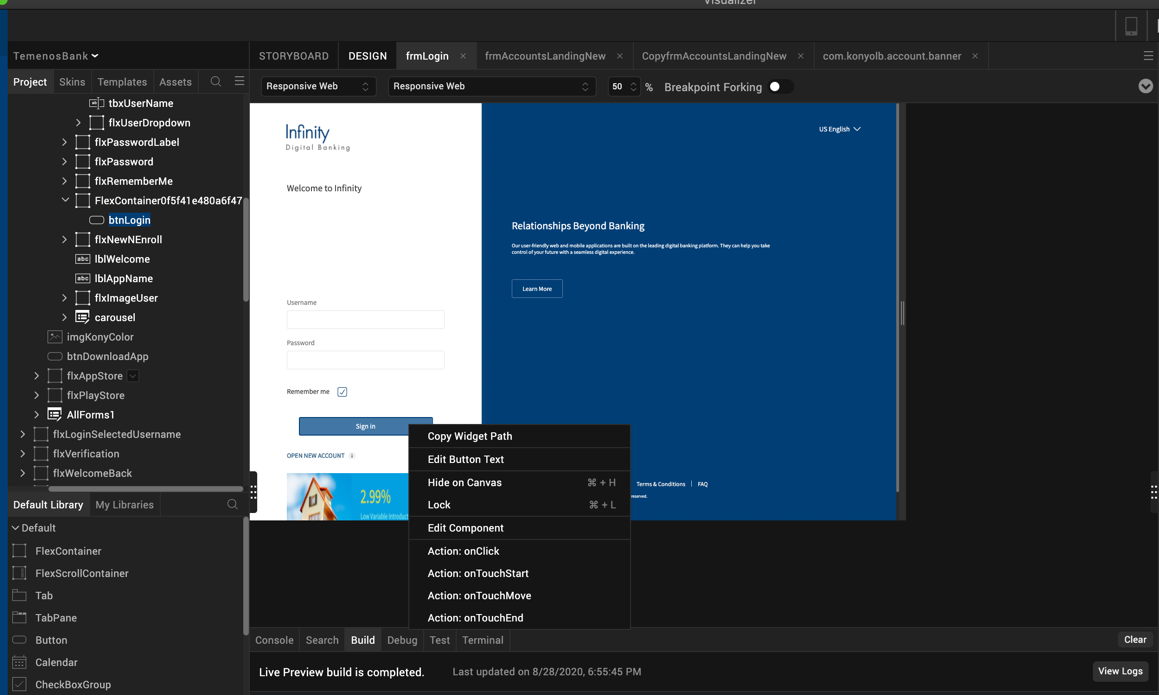 Visualizer
TemenosBank
STORYBOARD
DESIGN
frmLogin ×
frmAccountsLandingNew ×
CopyfrmAccountsLandingNew ×
com.konyolb.account.banner ×
Project
Skins
Templates
Assets
Responsive Web
Responsive Web
50 %
Breakpoint Forking
tbxUserName
flxUserDropdown
flxPasswordLabel
flxPassword
flxRememberMe
FlexContainer0f5f41e480a6f47
btnLogin
flxNewNEnroll
abc lblWelcome
abc lblAppName
flxImageUser
carousel
imgKonyColor
btnDownloadApp
flxAppStore
flxPlayStore
AllForms1
flxLoginSelectedUsername
flxVerification
flxWelcomeBack
Default Library
My Libraries
Default
FlexContainer
FlexScrollContainer
Tab
TabPane
Button
Calendar
CheckBoxGroup
Infinity
Digital Banking
Welcome to Infinity
Username
Password
Remember me
Sign in
OPEN NEW ACCOUNT
2.99%
Low Variable Introduct
US English
Relationships Beyond Banking
Our user-friendly web and mobile applications are built on the leading digital banking platform. They can help you take
control of your future with a seamless digital experience.
Learn More
Terms & Conditions | FAQ
reserved.
Copy Widget Path
Edit Button Text
Hide on Canvas ⌘ + H
Lock ⌘ + L
Edit Component
Action: onClick
Action: onTouchStart
Action: onTouchMove
Action: onTouchEnd
Console
Search
Build
Debug
Test
Terminal
Clear
Live Preview build is completed.
Last updated on 8/28/2020, 6:55:45 PM
View Logs